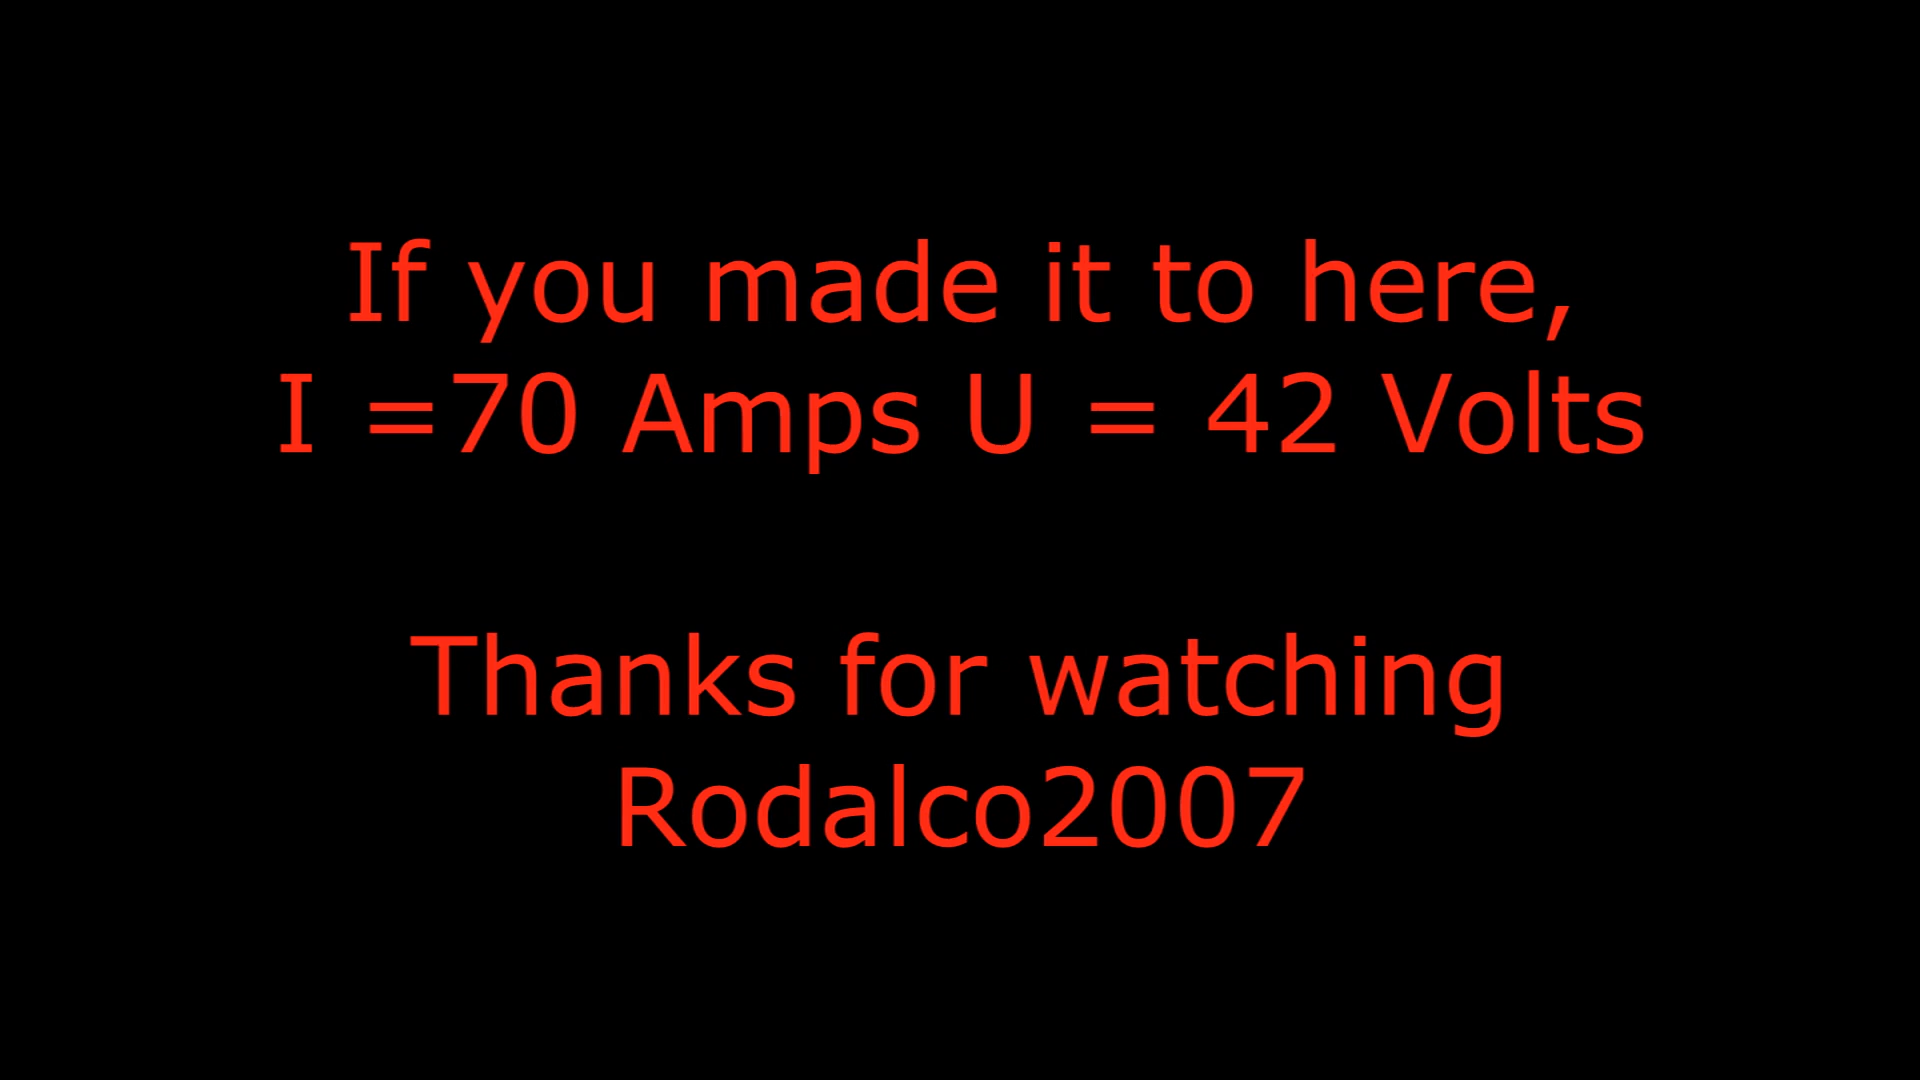 If you made it to here,
I =70 Amps U = 42 Volts
Thanks for watching
Rodalco2007